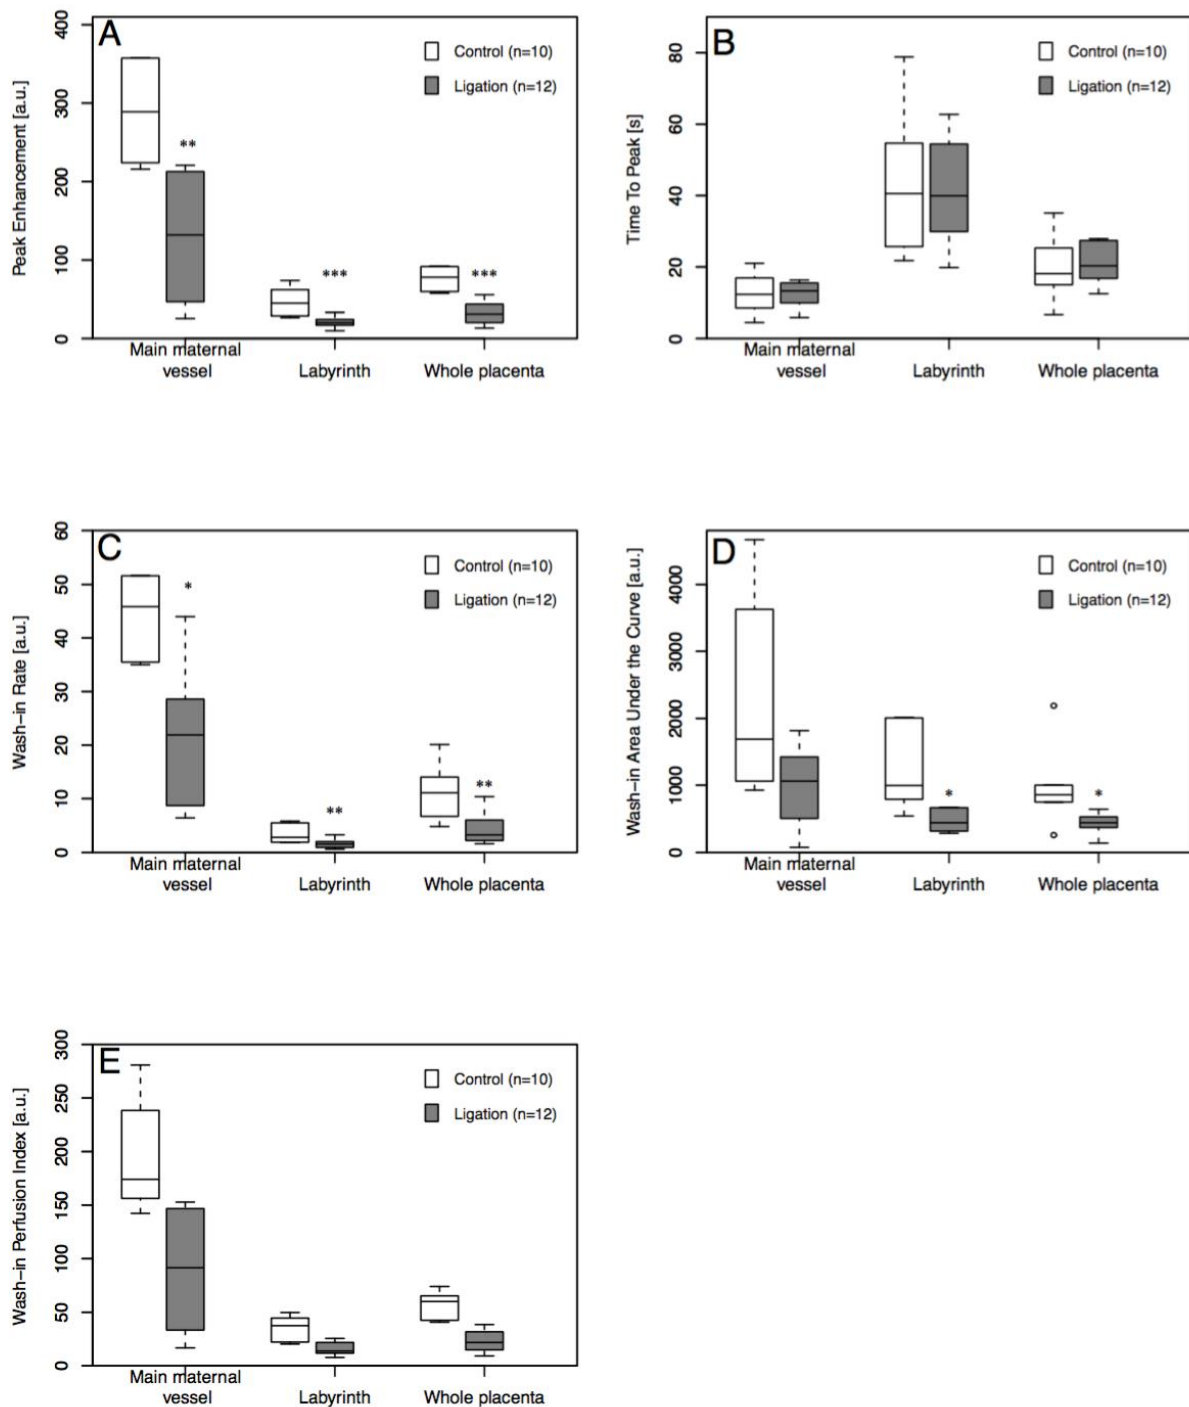 A
Peak Enhancement [a.u.]
400
300
200
100
0
Control (n=10)
Ligation (n=12)
**
***
***
Main maternal
vessel
Labyrinth
Whole placenta
B
Time To Peak [s]
80
60
40
20
0
Control (n=10)
Ligation (n=12)
Main maternal
vessel
Labyrinth
Whole placenta
C
Wash-in Rate [a.u.]
60
50
40
30
20
10
0
Control (n=10)
Ligation (n=12)
*
**
**
Main maternal
vessel
Labyrinth
Whole placenta
D
Wash-in Area Under the Curve [a.u.]
4000
3000
2000
1000
0
Control (n=10)
Ligation (n=12)
*
*
Main maternal
vessel
Labyrinth
Whole placenta
E
Wash-in Perfusion Index [a.u.]
300
250
200
150
100
50
0
Control (n=10)
Ligation (n=12)
Main maternal
vessel
Labyrinth
Whole placenta